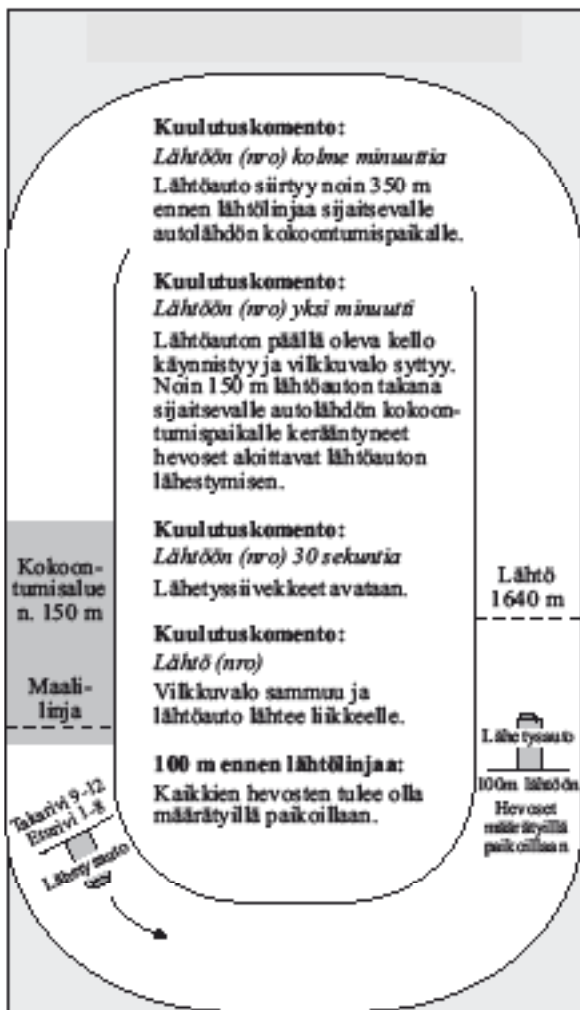 Kuulutuskomento:
Lähtöön (nro) kolme minuuttia
Lähtöauto siirtyy noin 350 m
ennen lähtölinjaa sijaitsevalle
autolähdön kokoontumispaikalle.
Kuulutuskomento:
Lähtöön (nro) yksi minuutti
Lähtöauton päällä oleva kello
käynnistyy ja vilkkuvalo syttyy.
Noin 150 m lähtöauton takana
sijaitsevalle autolähdön kokoon-
tumispaikalle kerääntyneet
hevoset aloittavat lähtöauton
lähestymisen.
Kuulutuskomento:
Lähtöön (nro) 30 sekuntia
Lähetyssiivekkeet avataan.
Kuulutuskomento:
Lähtö (nro)
Vilkkuvalo sammuu ja
lähtöauto lähtee liikkeelle.
100 m ennen lähtölinjaa:
Kaikkien hevosten tulee olla
määrätyillä paikoillaan.
Kokoon-
tumisalue
n. 150 m
Maali-
linja
Takarivi 9-12
Eturivi 1-8
Lähetysauto
Lähtö
1640 m
Lähetysauto
100m lähtöön
Hevoset
määrätyillä
paikoillaan